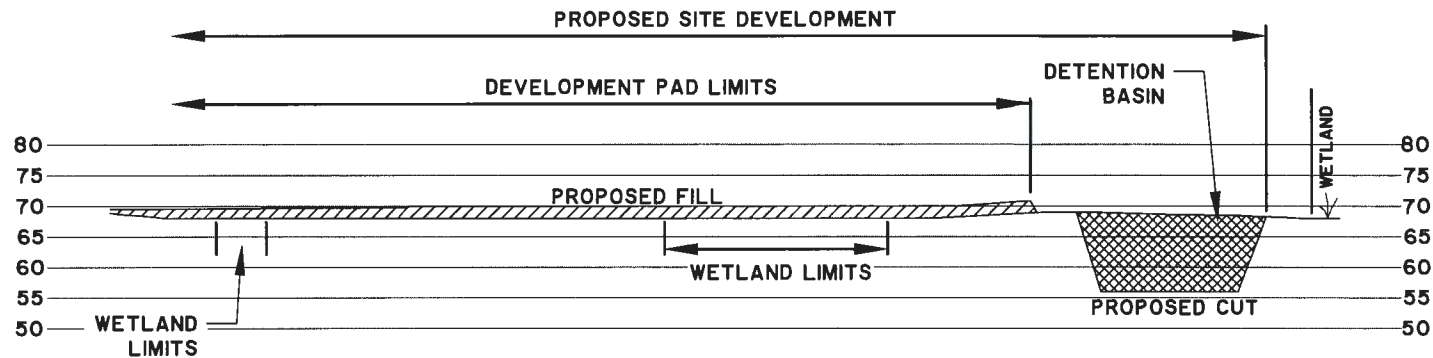 PROPOSED SITE DEVELOPMENT
DEVELOPMENT PAD LIMITS
DETENTION
BASIN
WETLAND
80
80
75
75
PROPOSED FILL
70
70
65
65
WETLAND LIMITS
60
60
55
55
PROPOSED CUT
50
50
WETLAND
LIMITS